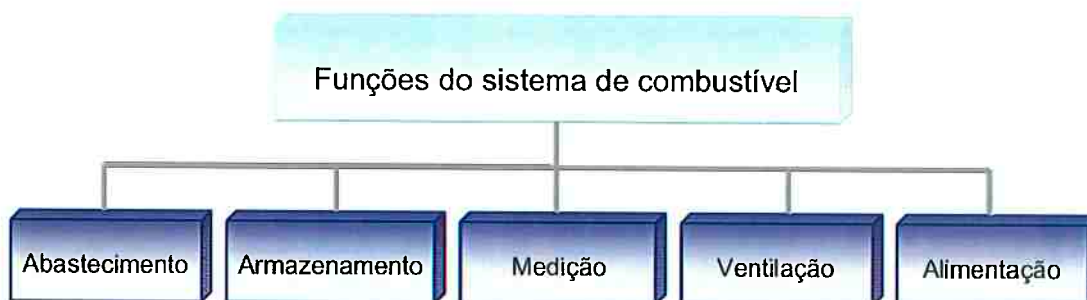 Funções do sistema de combustível
Abastecimento
Armazenamento
Medição
Ventilação
Alimentação